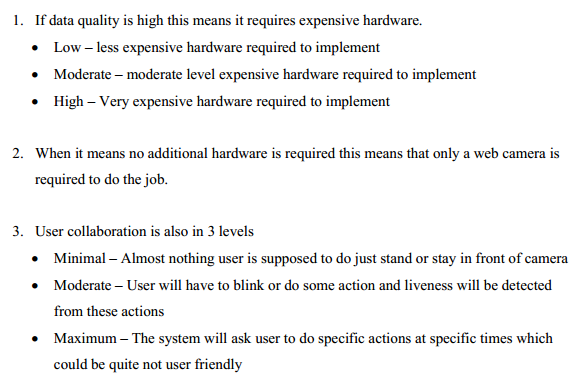 1. If data quality is high this means it requires expensive hardware.
• Low – less expensive hardware required to implement
• Moderate – moderate level expensive hardware required to implement
• High – Very expensive hardware required to implement
2. When it means no additional hardware is required this means that only a web camera is
required to do the job.
3. User collaboration is also in 3 levels
• Minimal – Almost nothing user is supposed to do just stand or stay in front of camera
• Moderate – User will have to blink or do some action and liveness will be detected
from these actions
• Maximum – The system will ask user to do specific actions at specific times which
could be quite not user friendly